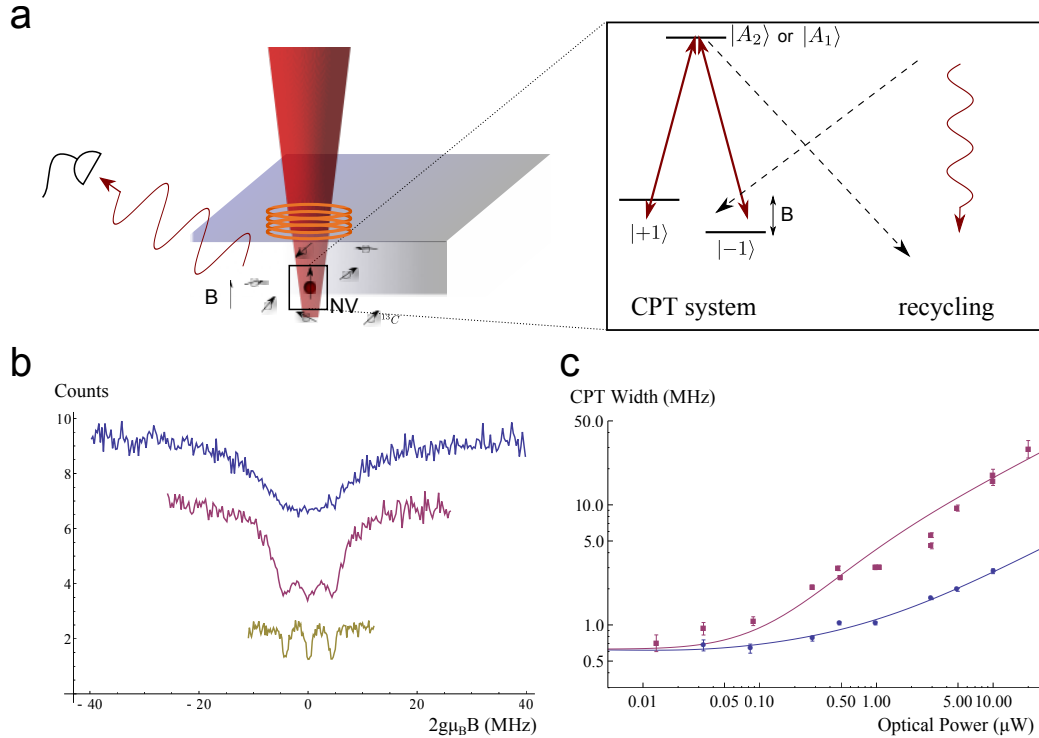 a
|A₂⟩ or |A₁⟩
|+1⟩
B
|−1⟩
B
NV
¹³C
CPT system
recycling
b
Counts
10
8
6
4
2
- 40
- 20
0
20
40
2gμ_BB (MHz)
c
CPT Width (MHz)
50.0
10.0
5.0
1.0
0.5
0.01
0.05
0.10
0.50
1.00
5.00
10.00
Optical Power (μW)